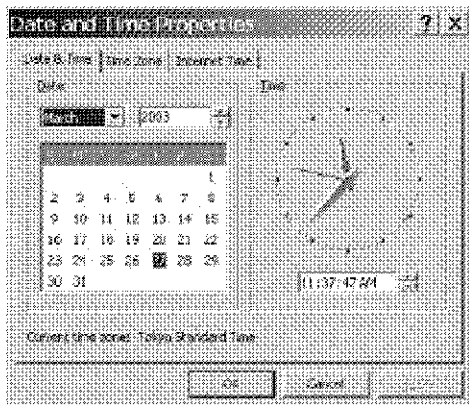 Date and Time Properties ? X
Date & Time Time Zone Internet Time
Date Time
March 2003
1
2 3 4 5 6 7 8
9 10 11 12 13 14 15
16 17 18 19 20 21 22
23 24 25 26 27 28 29
30 31
11:37:47 AM
Current time zone: Tokyo Standard Time
OK Cancel